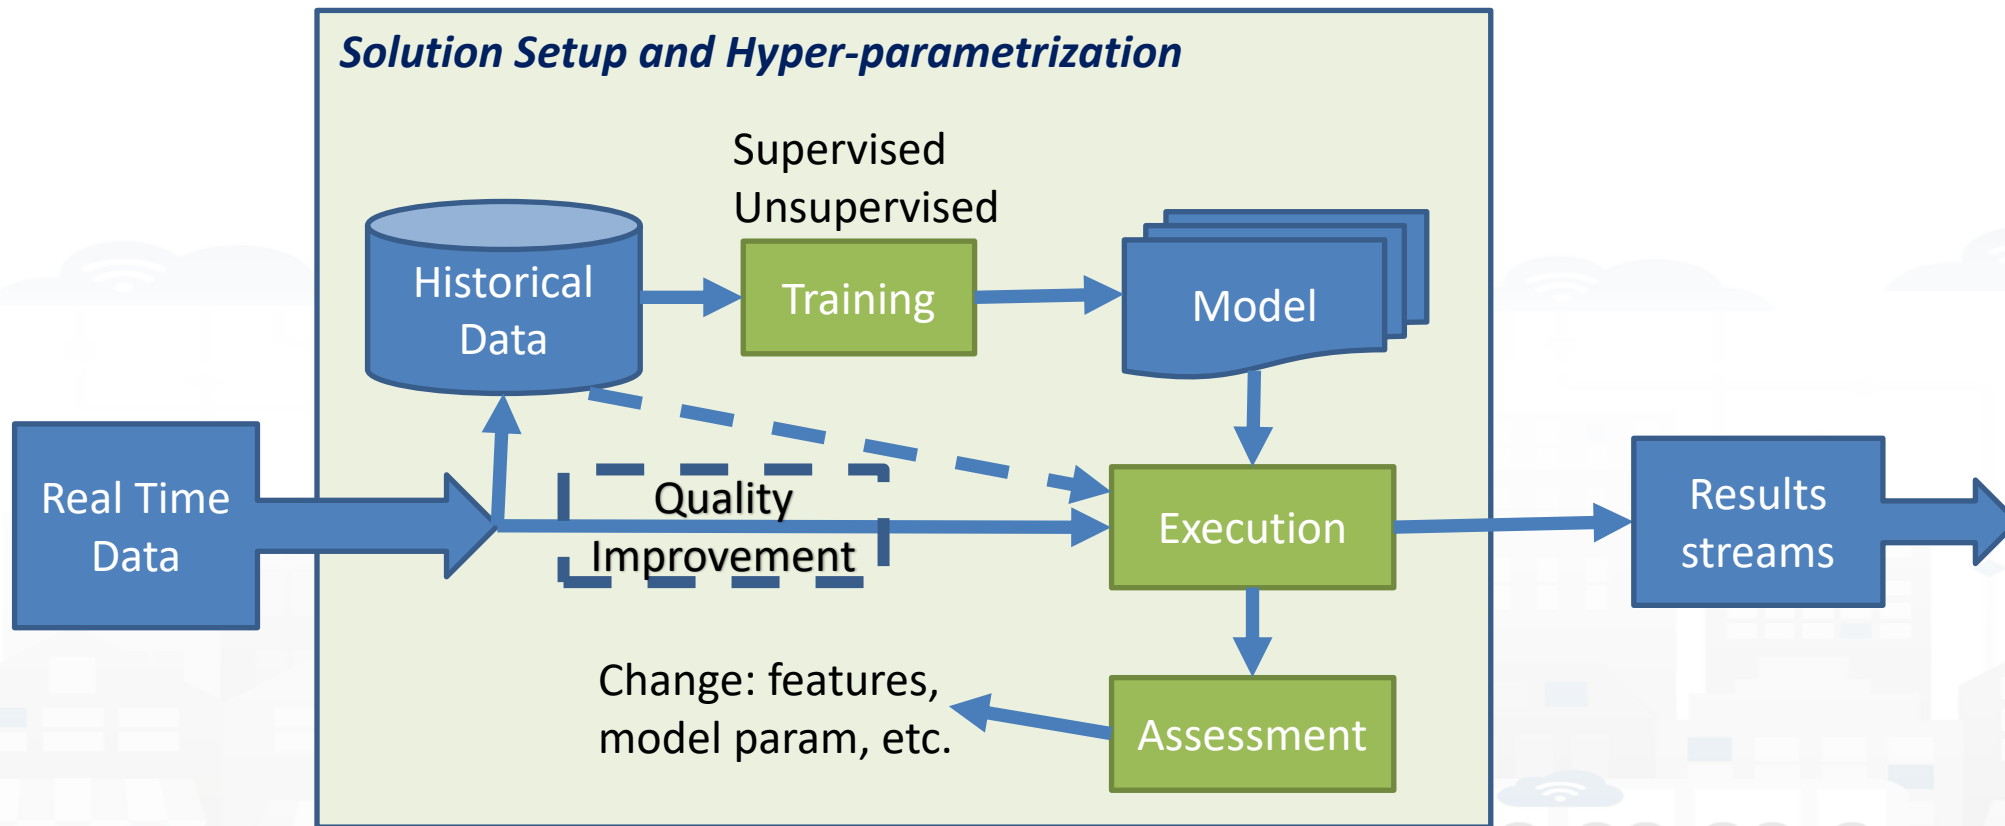 Solution Setup and Hyper-parametrization
Supervised
Unsupervised
Historical
Data
Training
Model
Real Time
Data
Quality
Improvement
Execution
Results
streams
Change: features,
model param, etc.
Assessment